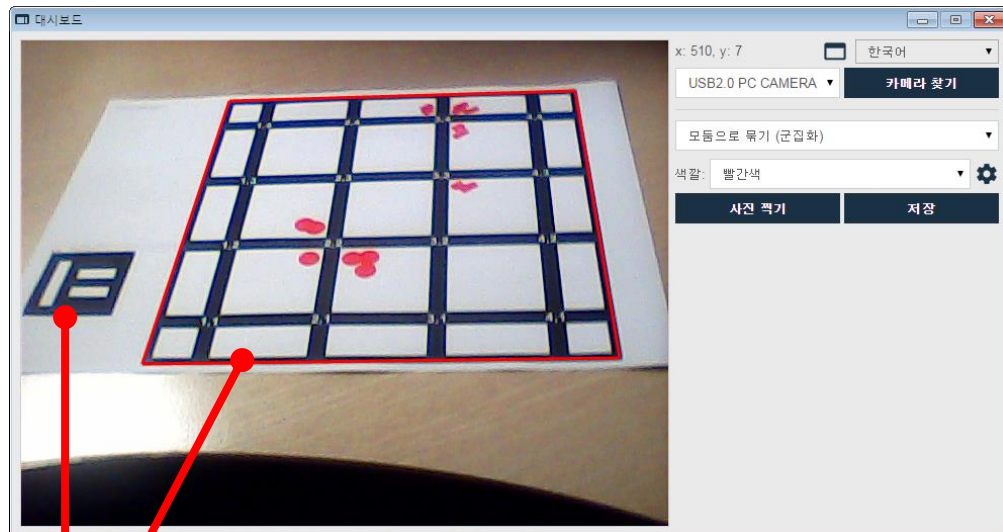 대시보드
x: 510, y: 7
한국어
USB2.0 PC CAMERA
카메라 찾기
모둠으로 묶기 (군집화)
색깔: 빨간색
사진 찍기
저장